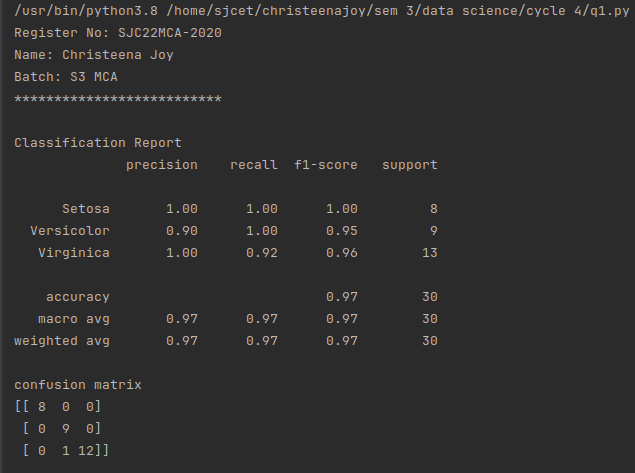 /usr/bin/python3.8 /home/sjcet/christeenajoy/sem 3/data science/cycle 4/q1.py
Register No: SJC22MCA-2020
Name: Christeena Joy
Batch: S3 MCA
**************************
Classification Report
              precision    recall  f1-score   support
      Setosa       1.00      1.00      1.00         8
  Versicolor       0.90      1.00      0.95         9
   Virginica       1.00      0.92      0.96        13
    accuracy                           0.97        30
   macro avg       0.97      0.97      0.97        30
weighted avg       0.97      0.97      0.97        30
confusion matrix
[[ 8  0  0]
 [ 0  9  0]
 [ 0  1 12]]